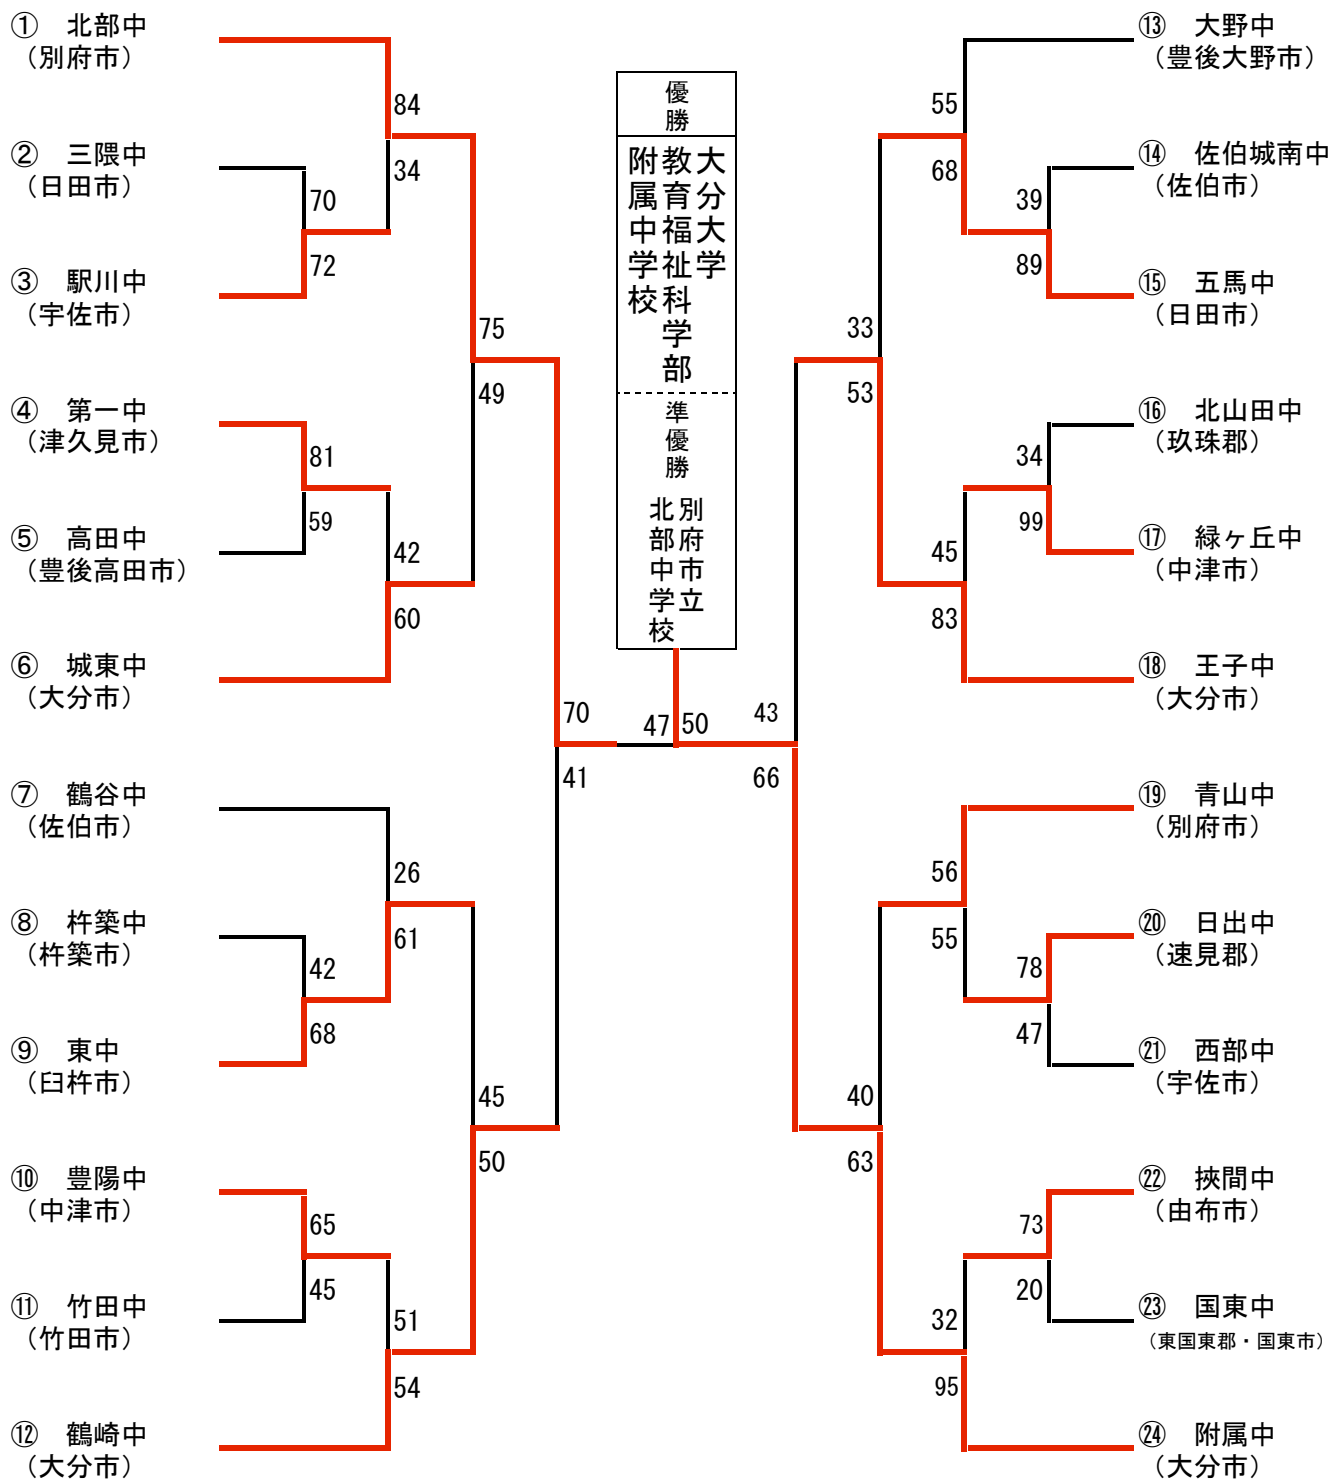 ① 北部中
（別府市）
② 三隈中
（日田市）
③ 駅川中
（宇佐市）
④ 第一中
（津久見市）
⑤ 高田中
（豊後高田市）
⑥ 城東中
（大分市）
⑦ 鶴谷中
（佐伯市）
⑧ 杵築中
（杵築市）
⑨ 東中
（臼杵市）
⑩ 豊陽中
（中津市）
⑪ 竹田中
（竹田市）
⑫ 鶴崎中
（大分市）
84
34
70
72
75
49
81
59
42
60
70
41
26
61
42
68
45
50
65
45
51
54
優勝
大分大学
教育福祉科学部
附属中学校
準優勝
別府市立
北部中学校
47
50
55
68
39
89
33
53
34
99
45
83
43
66
56
55
78
47
40
63
73
20
32
95
⑬ 大野中
（豊後大野市）
⑭ 佐伯城南中
（佐伯市）
⑮ 五馬中
（日田市）
⑯ 北山田中
（玖珠郡）
⑰ 緑ヶ丘中
（中津市）
⑱ 王子中
（大分市）
⑲ 青山中
（別府市）
⑳ 日出中
（速見郡）
㉑ 西部中
（宇佐市）
㉒ 挾間中
（由布市）
㉓ 国東中
（東国東郡・国東市）
㉔ 附属中
（大分市）